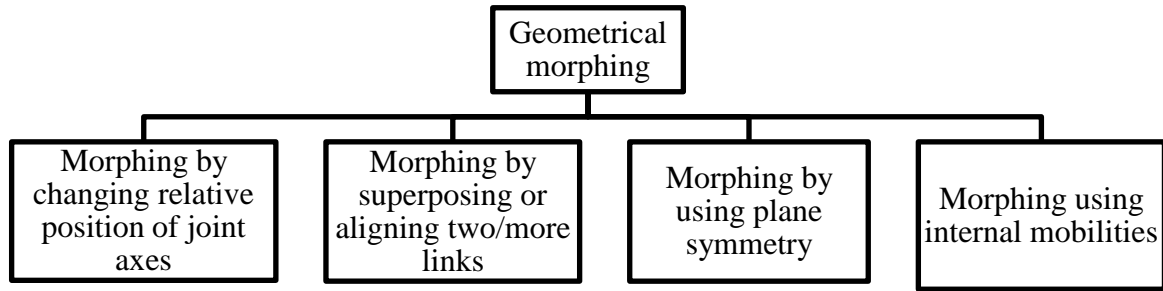 Geometrical
morphing
Morphing by
changing relative
position of joint
axes
Morphing by
superposing or
aligning two/more
links
Morphing by
using plane
symmetry
Morphing using
internal mobilities